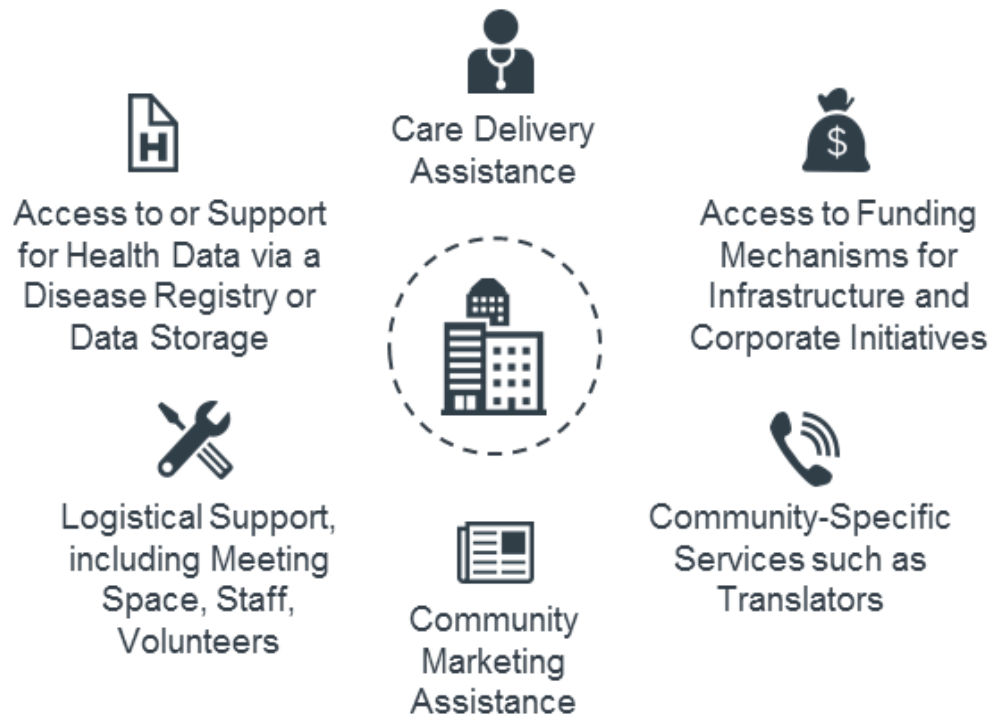 Care Delivery
Assistance
H
Access to or Support
for Health Data via a
Disease Registry or
Data Storage
$
Access to Funding
Mechanisms for
Infrastructure and
Corporate Initiatives
Logistical Support,
including Meeting
Space, Staff,
Volunteers
Community-Specific
Services such as
Translators
Community
Marketing
Assistance